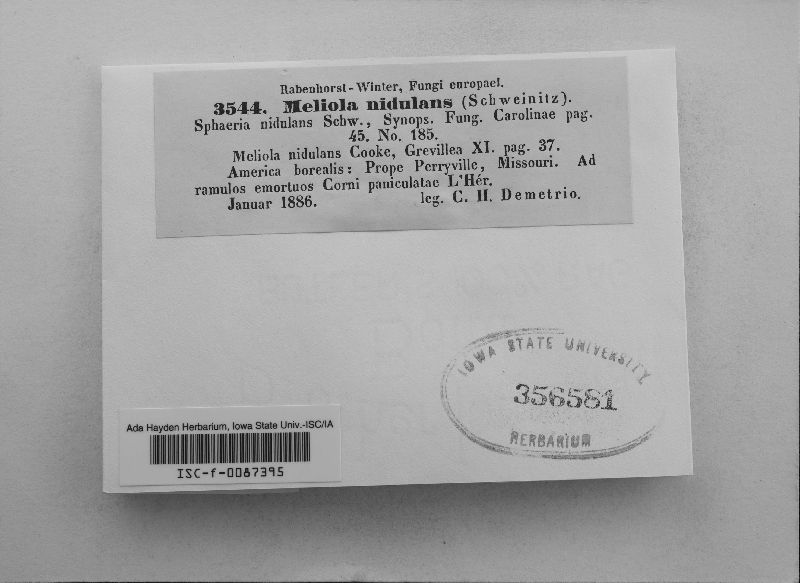 Rabenhorst-Winter, Fungi europaei.
3544. Meliola nidulans (Schweinitz).
Sphaeria nidulans Schw., Synops. Fung. Carolinae pag.
45. No. 185.
Meliola nidulans Cooke, Grevillea XI. pag. 37.
America borealis: Prope Perryville, Missouri. Ad
ramulos emortuos Corni paniculatae L'Hér.
Januar 1886. leg. C. H. Demetrio.
IOWA STATE UNIVERSITY
356581
HERBARIUM
Ada Hayden Herbarium, Iowa State Univ.-ISC/IA
ISC-f-0087395